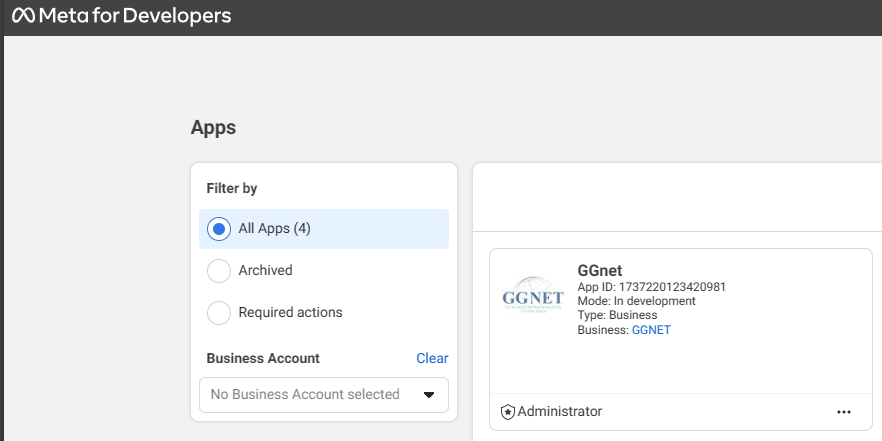 Meta for Developers
Apps
Filter by
All Apps (4)
Archived
Required actions
Business Account
Clear
No Business Account selected
GGNET
GGnet
App ID: 1737220123420981
Mode: In development
Type: Business
Business: GGNET
Administrator